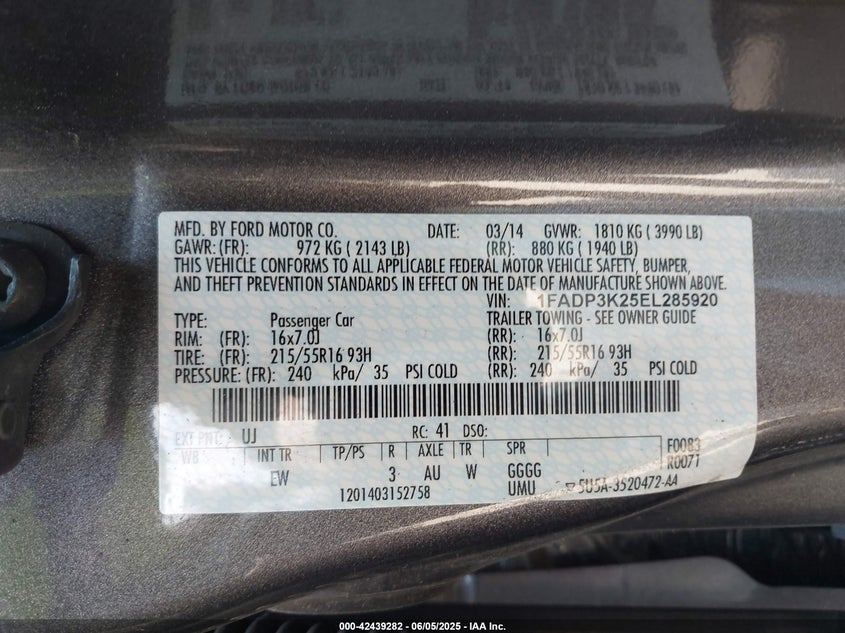 MFD. BY FORD MOTOR CO. DATE: 03/14 GVWR: 1810 KG ( 3990 LB)
GAWR: (FR): 972 KG ( 2143 LB) (RR): 880 KG ( 1940 LB)
THIS VEHICLE CONFORMS TO ALL APPLICABLE FEDERAL MOTOR VEHICLE SAFETY, BUMPER,
AND THEFT PREVENTION STANDARDS IN EFFECT ON THE DATE OF MANUFACTURE SHOWN ABOVE.
VIN: 1FADP3K25EL285920
TYPE: Passenger Car TRAILER TOWING - SEE OWNER GUIDE
RIM: (FR): 16x7.0J (RR): 16x7.0J
TIRE: (FR): 215/55R16 93H (RR): 215/55R16 93H
PRESSURE: (FR): 240 kPa/ 35 PSI COLD (RR): 240 kPa/ 35 PSI COLD
EXT PNT: UJ RC: 41 DSO:
WB INT TR TP/PS R AXLE TR SPR F0083
EW 3 AU W GGGG R0071
1201403152758 UMU 5U5A-3520472-AA
000-42439282 - 06/05/2025 - IAA Inc.